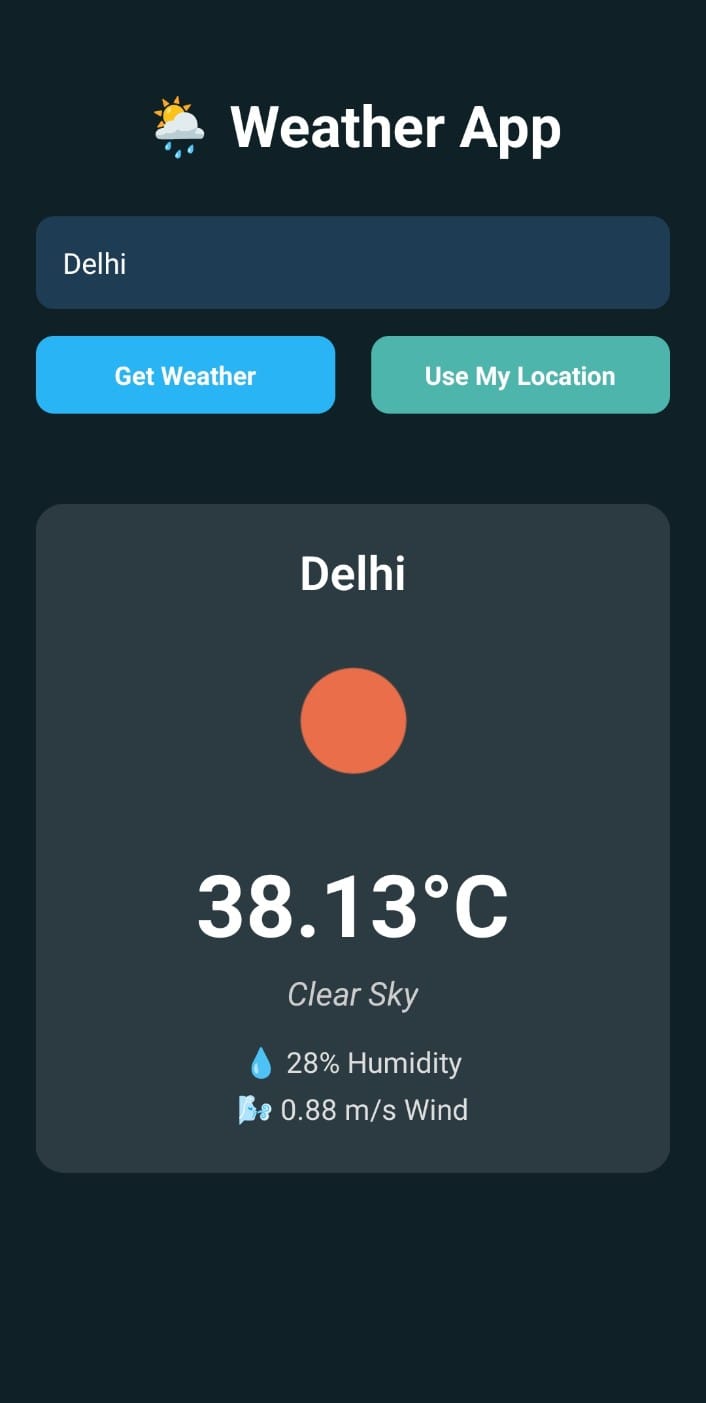 🌦️ Weather App
Delhi
Get Weather
Use My Location
Delhi
38.13°C
Clear Sky
💧 28% Humidity
🌬️ 0.88 m/s Wind